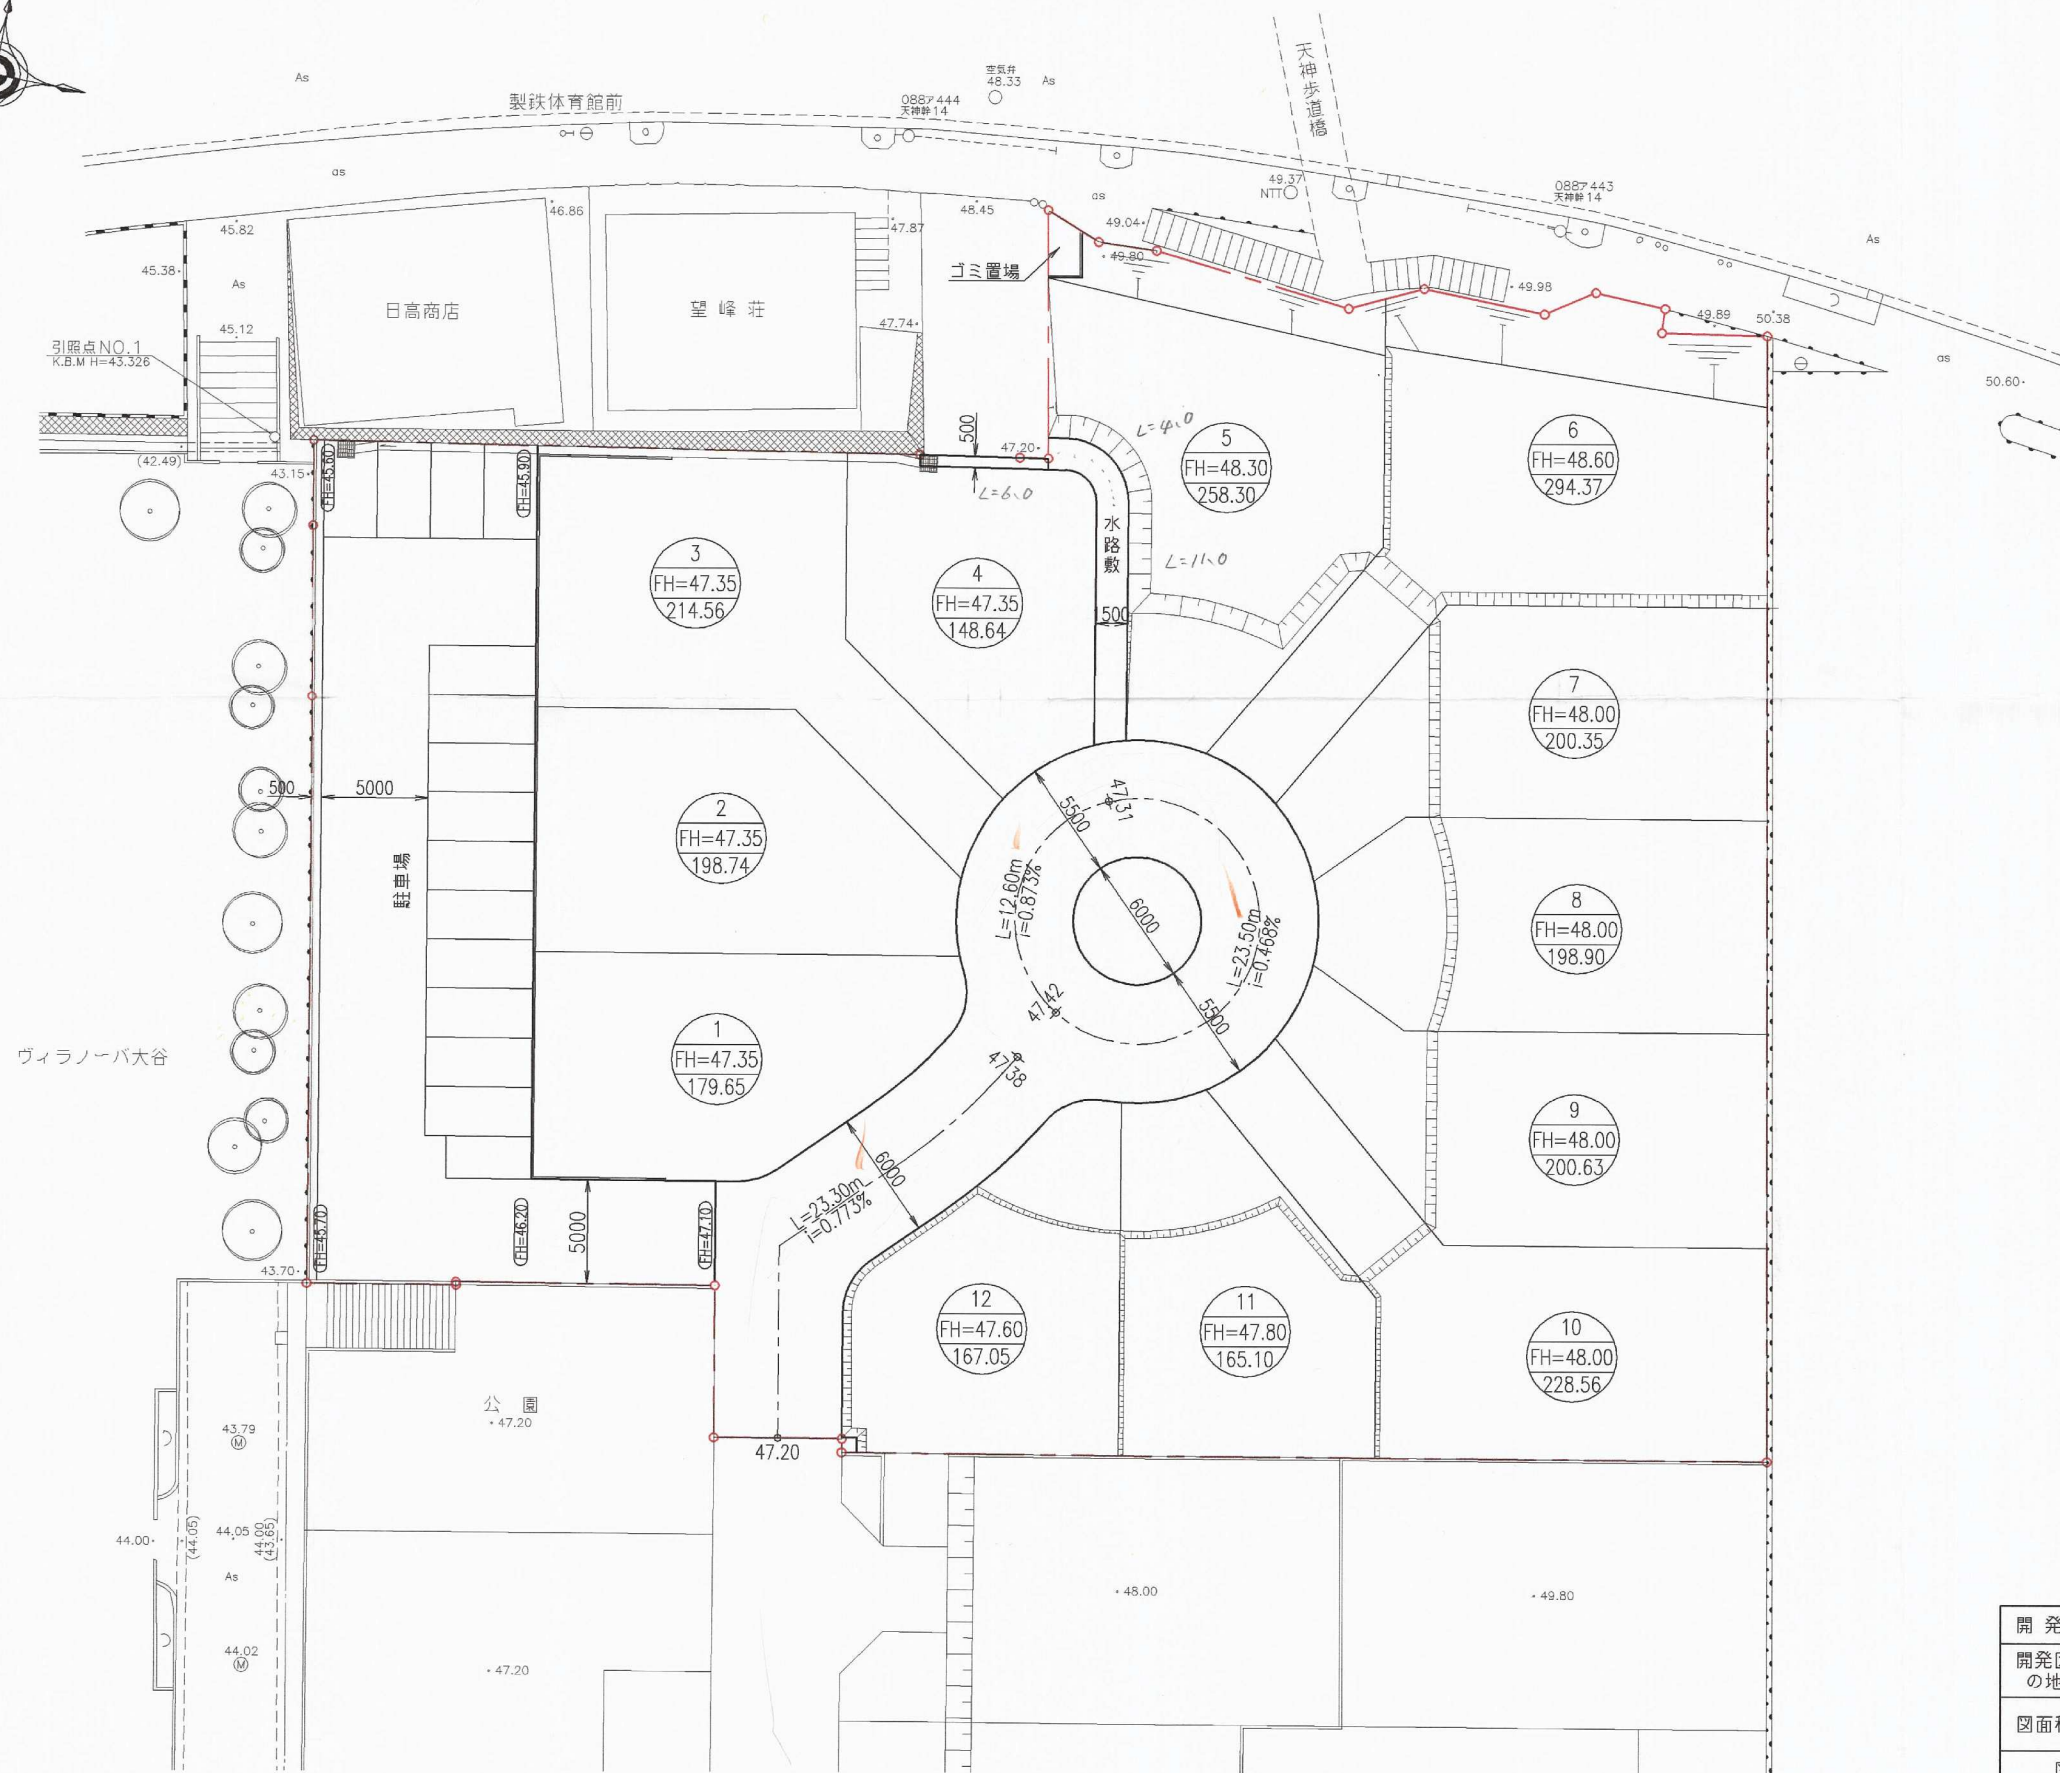 As
空気弁
48.33
As
天神歩道橋
製鉄体育館前
088ｱ444
天神幹14
as
49.37
NTT
088ｱ443
天神幹14
as
46.86
48.45
45.82
47.87
49.04
49.80
As
45.38
As
ゴミ置場
49.98
49.89
50.38
日高商店
望峰荘
45.12
47.74
引照点NO.1
K.B.M H=43.326
as
50.60
500
L=4.0
5
FH=48.30
258.30
6
FH=48.60
294.37
(42.49)
43.15
FH=45.60
FH=45.90
47.20
L=6.0
水路敷
L=11.0
3
FH=47.35
214.56
4
FH=47.35
148.64
1500
7
FH=48.00
200.35
500
5000
2
FH=47.35
198.74
駐車場
47.31
5500
L=12.60m
i=0.873%
6000
L=23.50m
i=0.468%
8
FH=48.00
198.90
47.42
5500
ヴィラノーバ大谷
1
FH=47.35
179.65
47.38
9
FH=48.00
200.63
6000
L=23.30m
i=0.773%
FH=45.70
FH=46.20
5000
FH=47.10
43.70
12
FH=47.60
167.05
11
FH=47.80
165.10
10
FH=48.00
228.56
公園
47.20
43.79
M
47.20
44.00
(44.05)
44.05
44.00
(43.65)
As
48.00
49.80
44.02
M
47.20
開発
開発
の地
図面